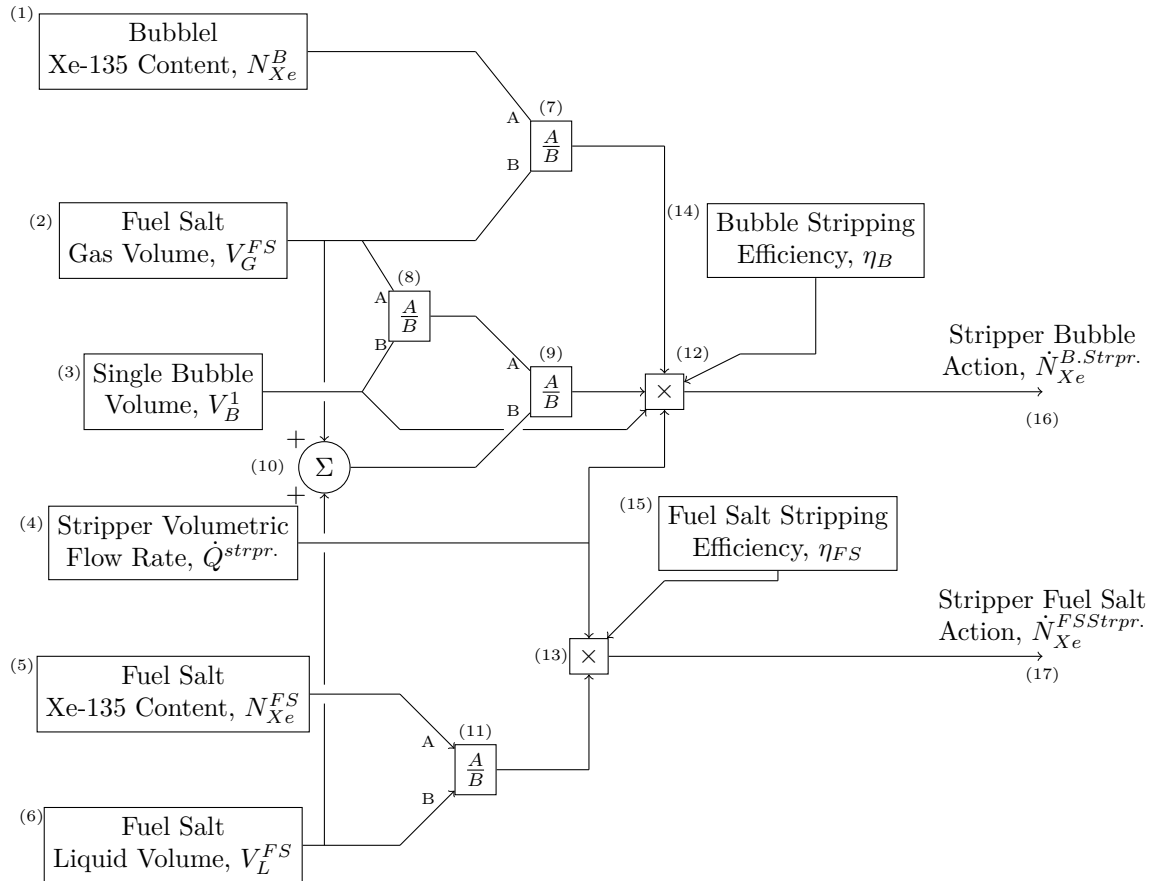 (1)
Bubblel
Xe-135 Content, $N_{Xe}^{B}$
(7)
A
B
$\frac{A}{B}$
(2)
Fuel Salt
Gas Volume, $V_{G}^{FS}$
(14)
Bubble Stripping
Efficiency, $\eta_{B}$
(8)
A
B
$\frac{A}{B}$
(3)
Single Bubble
Volume, $V_{B}^{1}$
(9)
A
B
$\frac{A}{B}$
(12)
×
Stripper Bubble
Action, $\dot{N}_{Xe}^{B.Strpr.}$
(16)
+
(10)
Σ
+
(4)
Stripper Volumetric
Flow Rate, $\dot{Q}^{strpr.}$
(15)
Fuel Salt Stripping
Efficiency, $\eta_{FS}$
Stripper Fuel Salt
Action, $\dot{N}_{Xe}^{FSStrpr.}$
(13)
×
(17)
(5)
Fuel Salt
Xe-135 Content, $N_{Xe}^{FS}$
(11)
A
B
$\frac{A}{B}$
(6)
Fuel Salt
Liquid Volume, $V_{L}^{FS}$